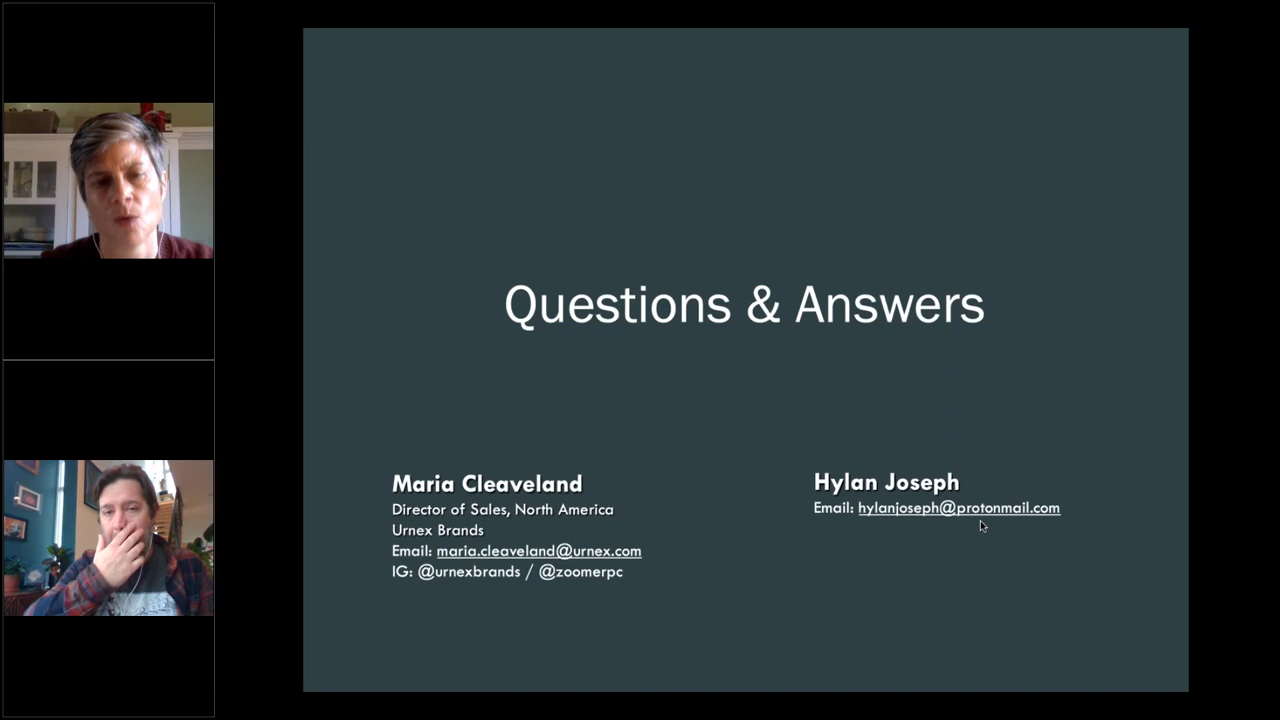 Questions & Answers
Maria Cleaveland
Director of Sales, North America
Urnex Brands
Email: maria.cleaveland@urnex.com
IG: @urnexbrands / @zoomerpc
Hylan Joseph
Email: hylanjoseph@protonmail.com